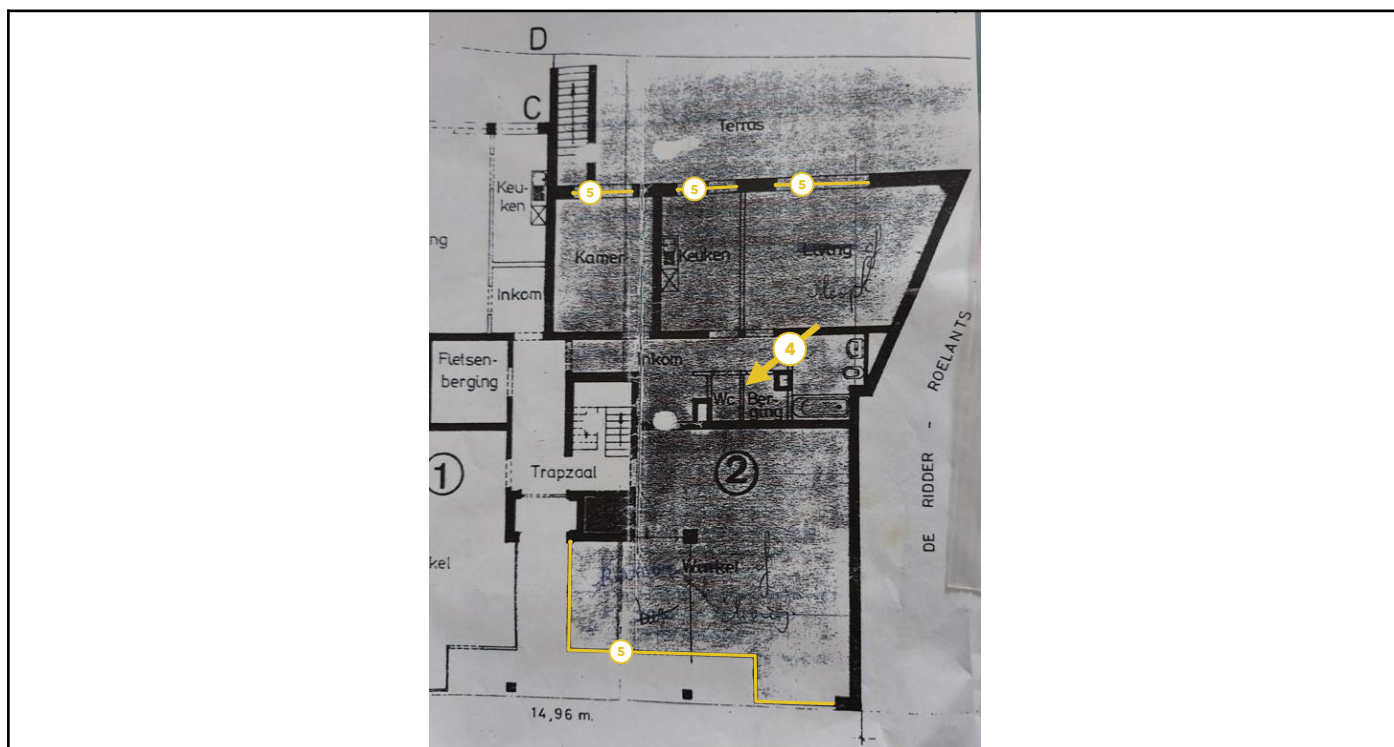 D
C
Terras
5
5
5
Keu-
ken
ng
Kamer
Keuken
Living
Inkom
4
Inkom
Fietsen-
berging
Wc
Ber-
ging
ROELANTS
-
RIDDER
DE
1
2
Trapzaal
kel
Winkel
5
14,96 m.